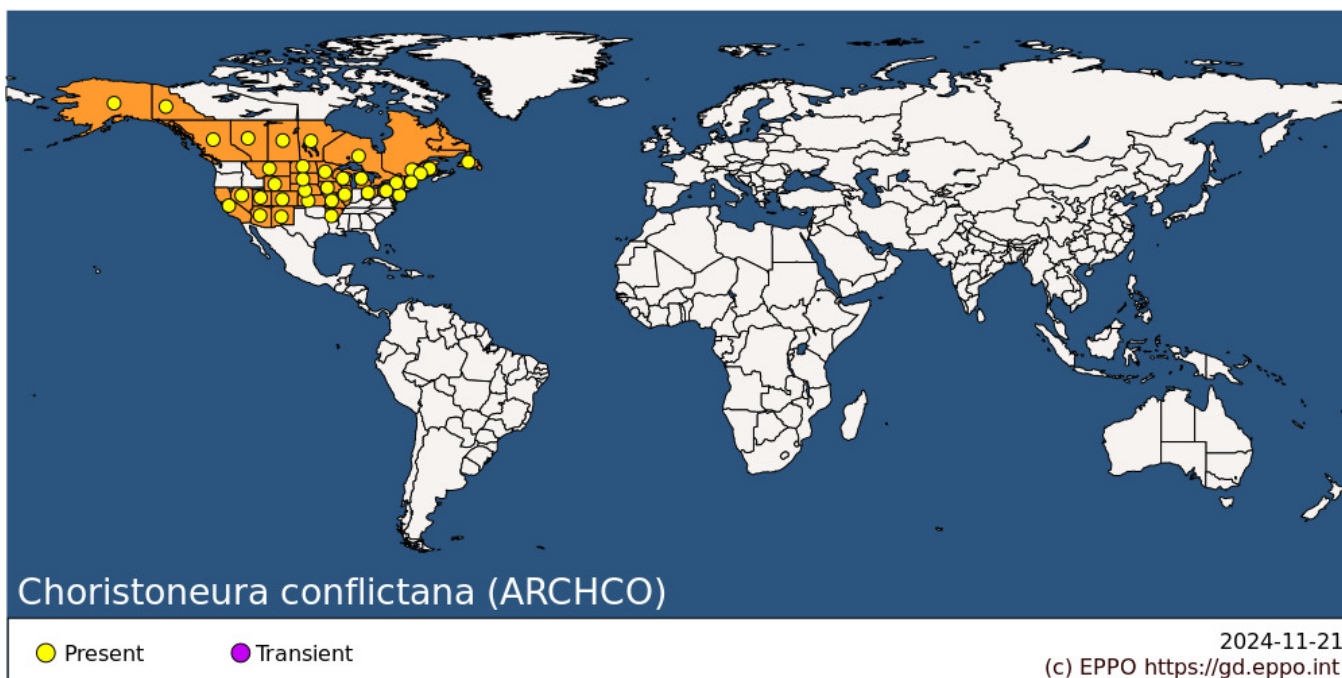 Choristoneura conflictana (ARCHCO)
Present
Transient
2024-11-21
(c) EPPO https://gd.eppo.int